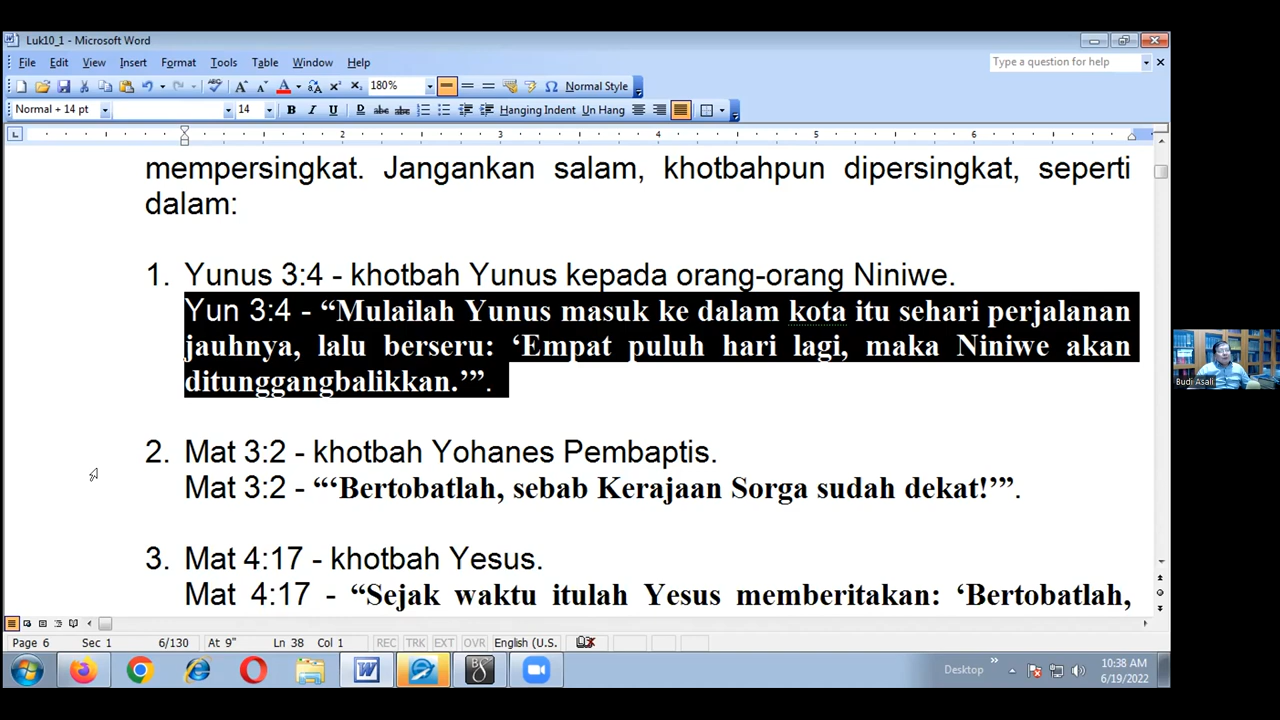 Luk10_1 - Microsoft Word
File Edit View Insert Format Tools Table Window Help
Type a question for help
180% Normal Style
Normal + 14 pt 14 B I U Hanging Indent Un Hang
2 3 4 5 6
mempersingkat. Jangankan salam, khotbahpun dipersingkat, seperti
dalam:
1. Yunus 3:4 - khotbah Yunus kepada orang-orang Niniwe.
Yun 3:4 - “Mulailah Yunus masuk ke dalam kota itu sehari perjalanan
jauhnya, lalu berseru: ‘Empat puluh hari lagi, maka Niniwe akan
ditunggangbalikkan.’”.
2. Mat 3:2 - khotbah Yohanes Pembaptis.
Mat 3:2 - “‘Bertobatlah, sebab Kerajaan Sorga sudah dekat!’”.
3. Mat 4:17 - khotbah Yesus.
Mat 4:17 - “Sejak waktu itulah Yesus memberitakan: ‘Bertobatlah,
Budi Asali
Page 6 Sec 1 6/130 At 9" Ln 38 Col 1 REC TRK EXT OVR English (U.S.
Desktop
10:38 AM
6/19/2022